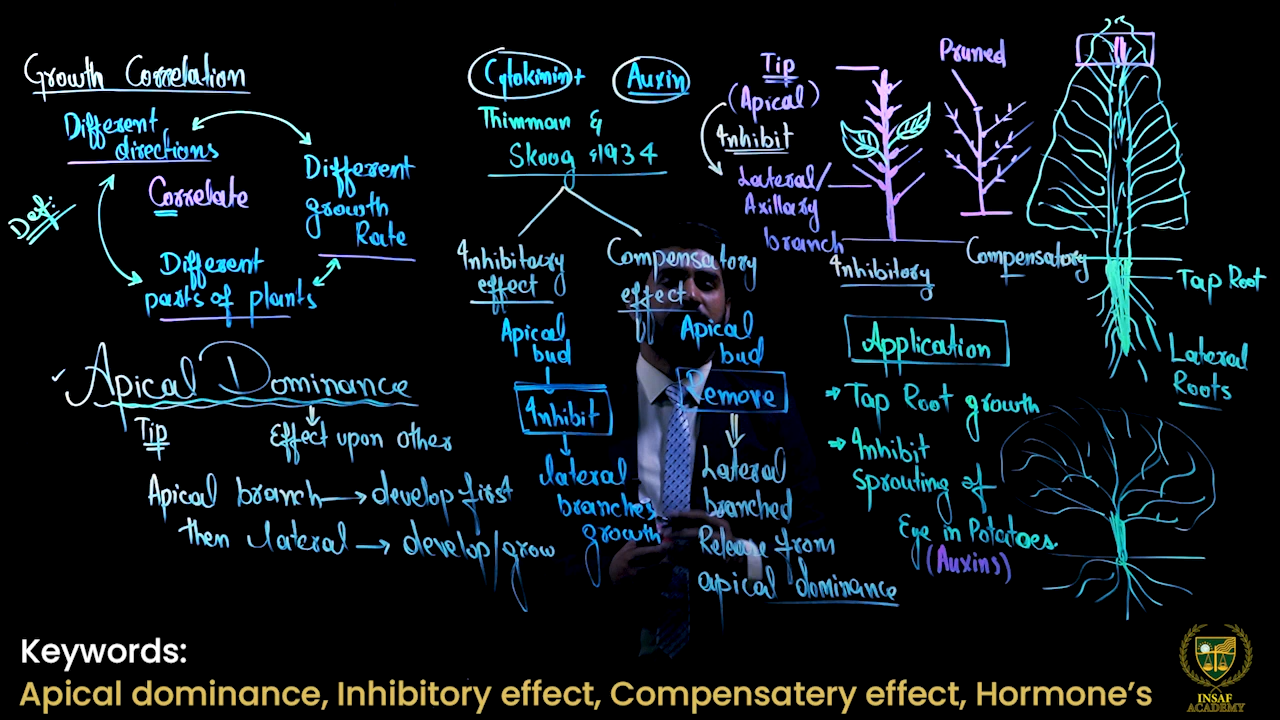 Growth Correlation
Different
directions
Correlate
Def:
Different
growth
Rate
Different
parts of plants
Apical Dominance
Tip
Effect upon other
Apical branch → develop first
then lateral → develop/grow
Cytokinin + Auxin
Thimman &
Skoog, 1934
Inhibitory
effect
Apical
bud
Inhibit
lateral
branches
growth
Compensatory
effect
Apical
bud
Remove
Lateral
branched
Release from
apical dominance
Tip
(Apical)
Inhibit
Lateral/
Axillary
branch
Pruned
Inhibitory
Compensatory
Application
⇒ Tap Root growth
⇒ Inhibit
sprouting of
Eye in Potatoes
(Auxins)
Tap Root
Lateral
Roots
Keywords:
Apical dominance, Inhibitory effect, Compensatery effect, Hormone's
INSAF
ACADEMY